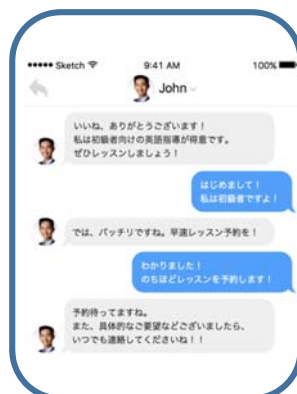 ●●●●● Sketch 9:41 AM 100%
John
いいね、ありがとうございます！
私は初級者向けの英語指導が得意です。
ぜひレッスンしましょう！
はじめまして！
私は初級者ですよ！
では、バッチリですね。早速レッスン予約を！
わかりました！
のちほどレッスンを予約します！
予約待ってますね。
また、具体的なご要望などございましたら、
いつでも連絡してくださいね！！